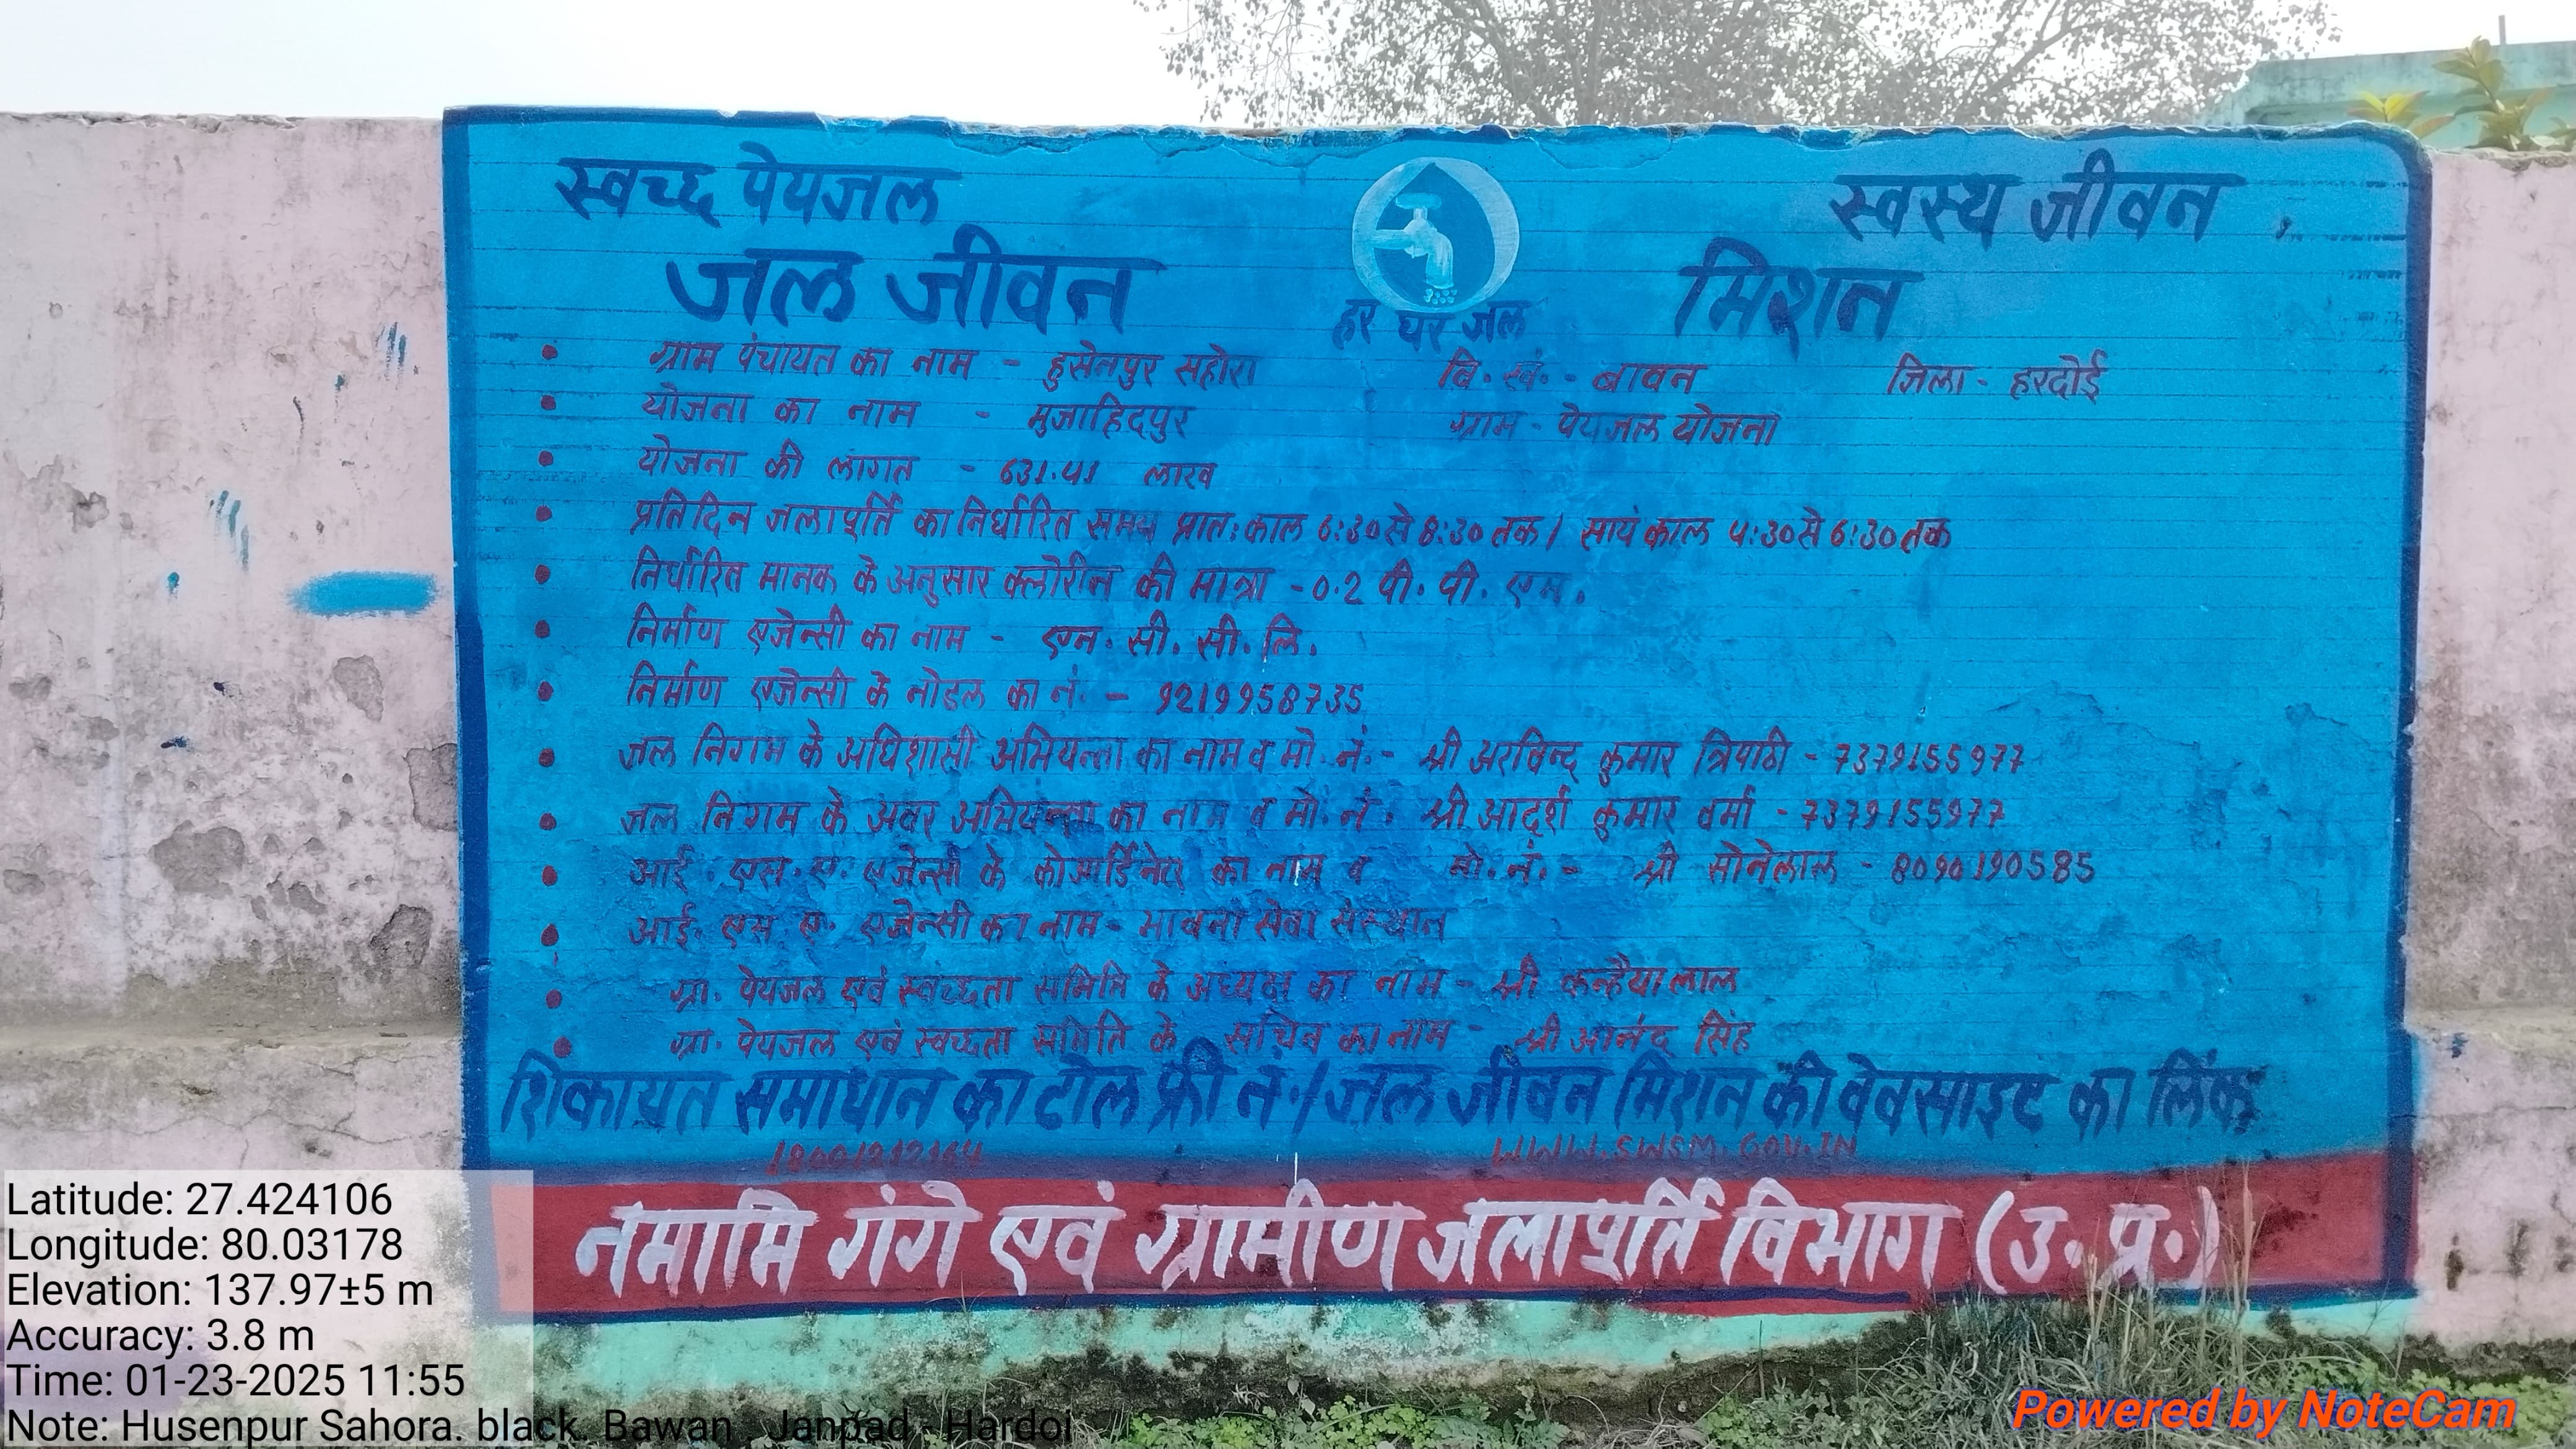 स्वच्छ पेयजल
स्वस्थ जीवन
जल जीवन
मिशन
हर घर जल
ग्राम पंचायत का नाम - हुसेनपुर सहोरा वि. खं. - बावन जिला - हरदोई
योजना का नाम - मुजाहिदपुर ग्राम - पेयजल योजना
योजना की लागत - 631.41 लाख
प्रतिदिन जलापूर्ति का निर्धारित समय प्रात: काल 6:30 से 8:30 तक / सायं काल 4:30 से 6:30 तक
निर्धारित मानक के अनुसार क्लोरीन की मात्रा - 0.2 पी. पी. एम.
निर्माण एजेन्सी का नाम - एन. सी. सी. लि.
निर्माण एजेन्सी के नोडल का नं. - 9219958735
जल निगम के अधिशासी अभियन्ता का नाम व मो. नं. - श्री अरविन्द कुमार त्रिपाठी - 7379155977
जल निगम के अवर अभियन्ता का नाम व मो. नं. श्री आदर्श कुमार वर्मा - 7379155977
आई. एस. ए. एजेन्सी के कोआर्डिनेटर का नाम व मो. नं. - श्री सोनेलाल - 8090190585
आई. एस. ए. एजेन्सी का नाम - भावना सेवा संस्थान
ग्रा. पेयजल एवं स्वच्छता समिति के अध्यक्ष का नाम - श्री कन्हैया लाल
ग्रा. पेयजल एवं स्वच्छता समिति के सचिव का नाम - श्री आनंद सिंह
शिकायत समाधान का टोल फ्री नं. / जल जीवन मिशन की वेवसाइट का लिंक
18001212164 WWW.SWSM.GOV.IN
नमामि गंगे एवं ग्रामीण जलापूर्ति विभाग (उ. प्र.)
Latitude: 27.424106
Longitude: 80.03178
Elevation: 137.97±5 m
Accuracy: 3.8 m
Time: 01-23-2025 11:55
Note: Husenpur Sahora. black. Bawan , Janpad - Hardoi
Powered by NoteCam